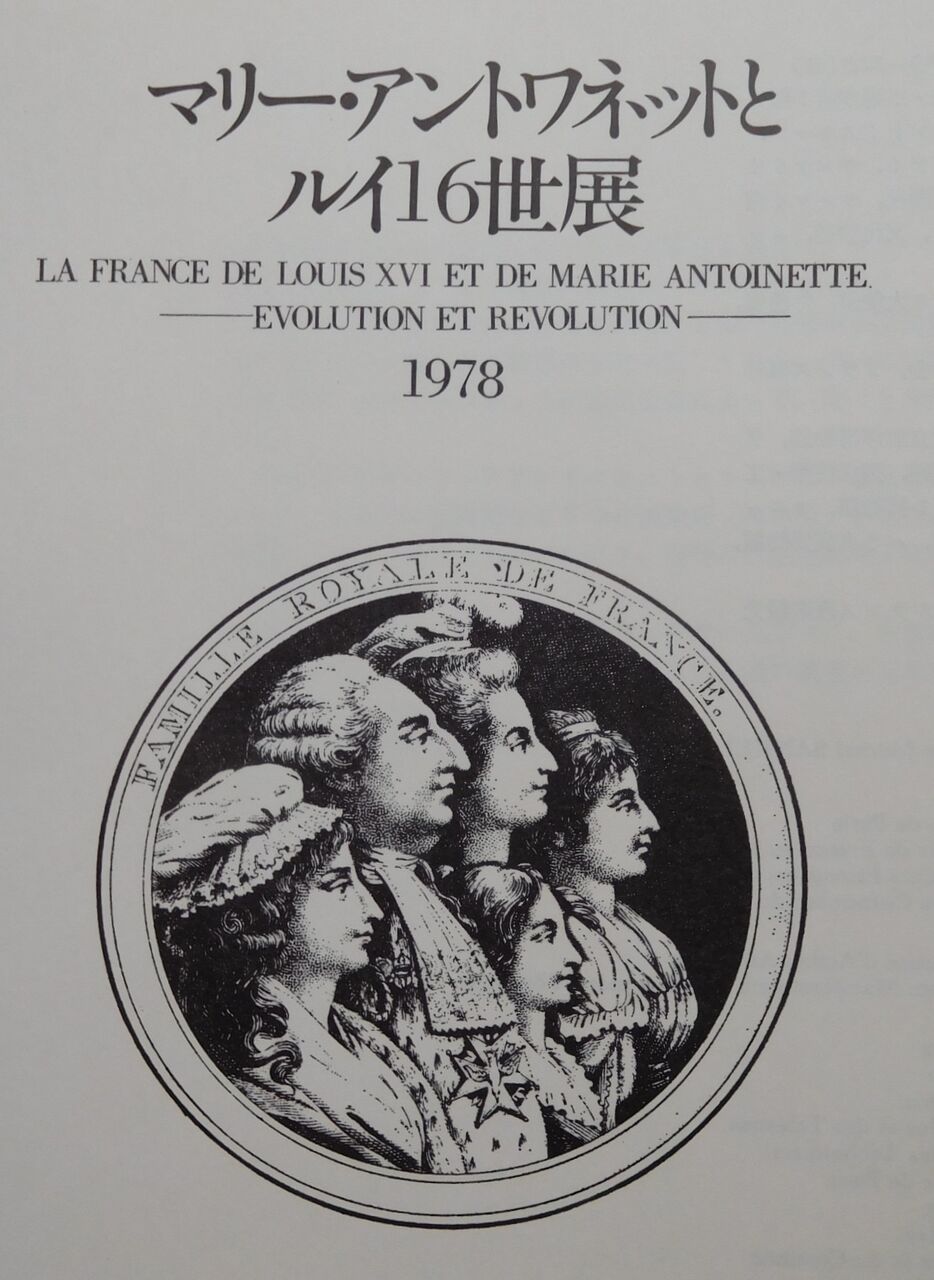 マリー・アントワネットと
ルイ16世展
LA FRANCE DE LOUIS XVI ET DE MARIE ANTOINETTE.
EVOLUTION ET REVOLUTION
1978
FAMILLE ROYALE DE FRANCE.